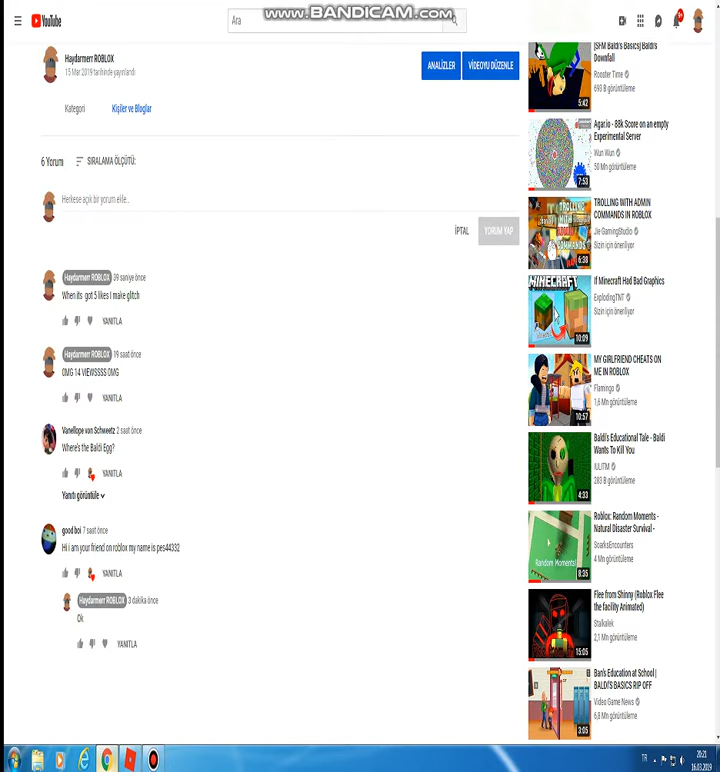 www.BANDICAM.com
YouTube
Ara
9+
Haydarmerr ROBLOX
15 Mar 2019 tarihinde yayınlandı
ANALİZLER
VİDEOYU DÜZENLE
Kategori
Kişiler ve Bloglar
6 Yorum
SIRALAMA ÖLÇÜTÜ:
Herkese açık bir yorum ekle..
İPTAL
YORUM YAP
Haydarmerr ROBLOX 39 saniye önce
When its got 5 likes I make glitch
YANITLA
Haydarmerr ROBLOX 19 saat önce
OMG 14 VIEWSSSS OMG
YANITLA
Vanellope von Schweetz 2 saat önce
Where's the Baldi Egg?
YANITLA
Yanıtı görüntüle
good boi 7 saat önce
Hi i am your friend on roblox my name is pes44332
YANITLA
Haydarmerr ROBLOX 3 dakika önce
Ok
YANITLA
[SFM Baldi's Basics] Baldi's
Downfall
Rooster Time
693 B görüntüleme
5:42
Agar.io - 88k Score on an empty
Experimental Server
Wun Wun
50 Mn görüntüleme
7:53
TROLLING WITH ADMIN
COMMANDS IN ROBLOX
Jie GamingStudio
Sizin için öneriliyor
TROLLING
WITH
COMMANDS
6:38
If Minecraft Had Bad Graphics
ExplodingTNT
Sizin için öneriliyor
MINECRAFT
10:09
MY GIRLFRIEND CHEATS ON
ME IN ROBLOX
Flamingo
1,6 Mn görüntüleme
10:57
Baldi's Educational Tale - Baldi
Wants To Kill You
IULITM
283 B görüntüleme
4:33
Roblox: Random Moments -
Natural Disaster Survival -
SparksEncounters
4 Mn görüntüleme
Random Moments!
8:35
Flee from Shinny (Roblox Flee
the facility Animated)
Stalkalek
2,1 Mn görüntüleme
15:05
Ban's Education at School |
BALDI'S BASICS RIP OFF
Video Game News
6,8 Mn görüntüleme
3:05
TR
20:21
16.03.2019